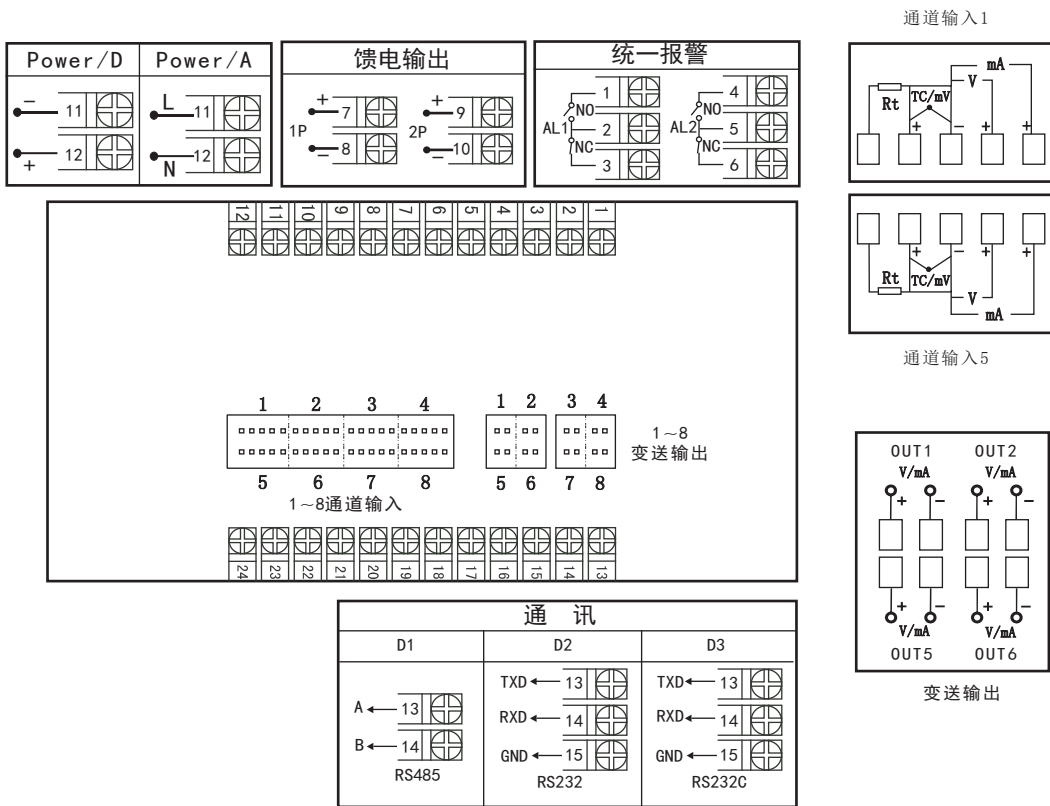 通道输入1
Power/D Power/A
馈电输出
统一报警
− 11
+ 12
L 11
N 12
1P + 7
− 8
2P + 9
− 10
AL1 NO NC 1 2 3
AL2 NO NC 4 5 6
mA
V
Rt TC/mV
+ − + +
12 11 10 9 8 7 6 5 4 3 2 1
+ − + +
Rt TC/mV
V
mA
通道输入5
1 2 3 4
5 6 7 8
1~8通道输入
1 2 3 4
5 6 7 8
1~8
变送输出
24 23 22 21 20 19 18 17 16 15 14 13
OUT1 OUT2
V/mA V/mA
+ − + −
+ − + −
V/mA V/mA
OUT5 OUT6
变送输出
通 讯
D1 D2 D3
A 13
B 14
RS485
TXD 13
RXD 14
GND 15
RS232
TXD 13
RXD 14
GND 15
RS232C